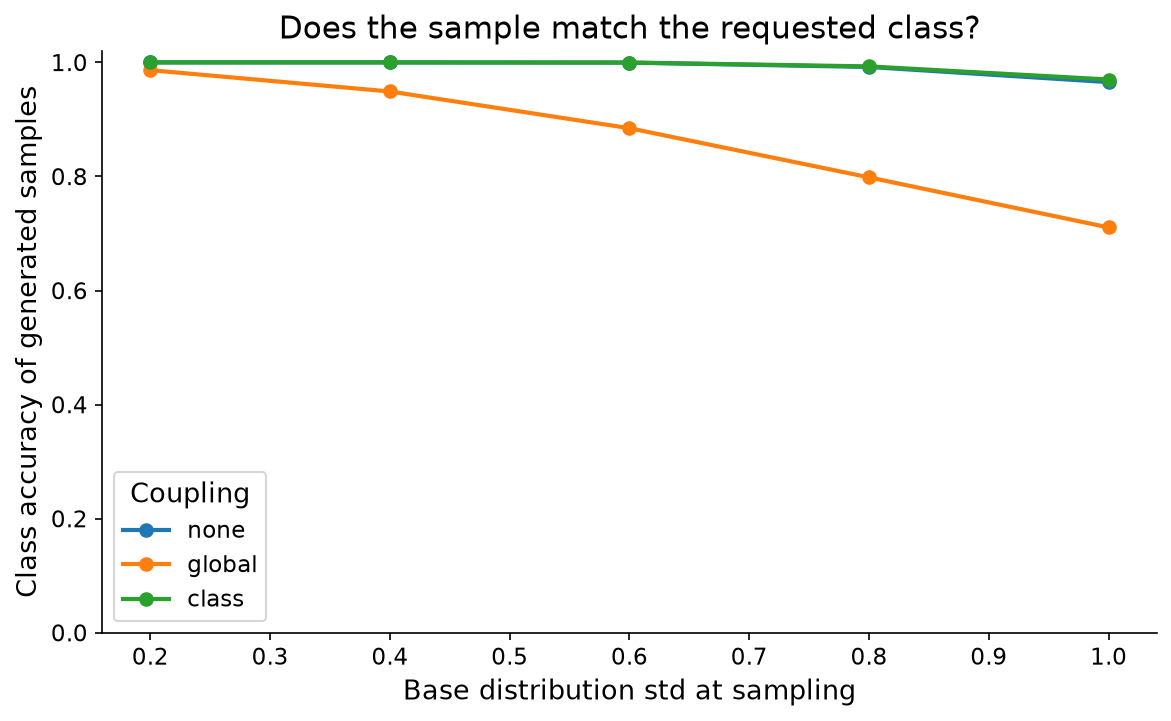 Does the sample match the requested class?
Class accuracy of generated samples
1.0
0.8
0.6
0.4
0.2
0.0
Coupling
none
global
class
0.2 0.3 0.4 0.5 0.6 0.7 0.8 0.9 1.0
Base distribution std at sampling